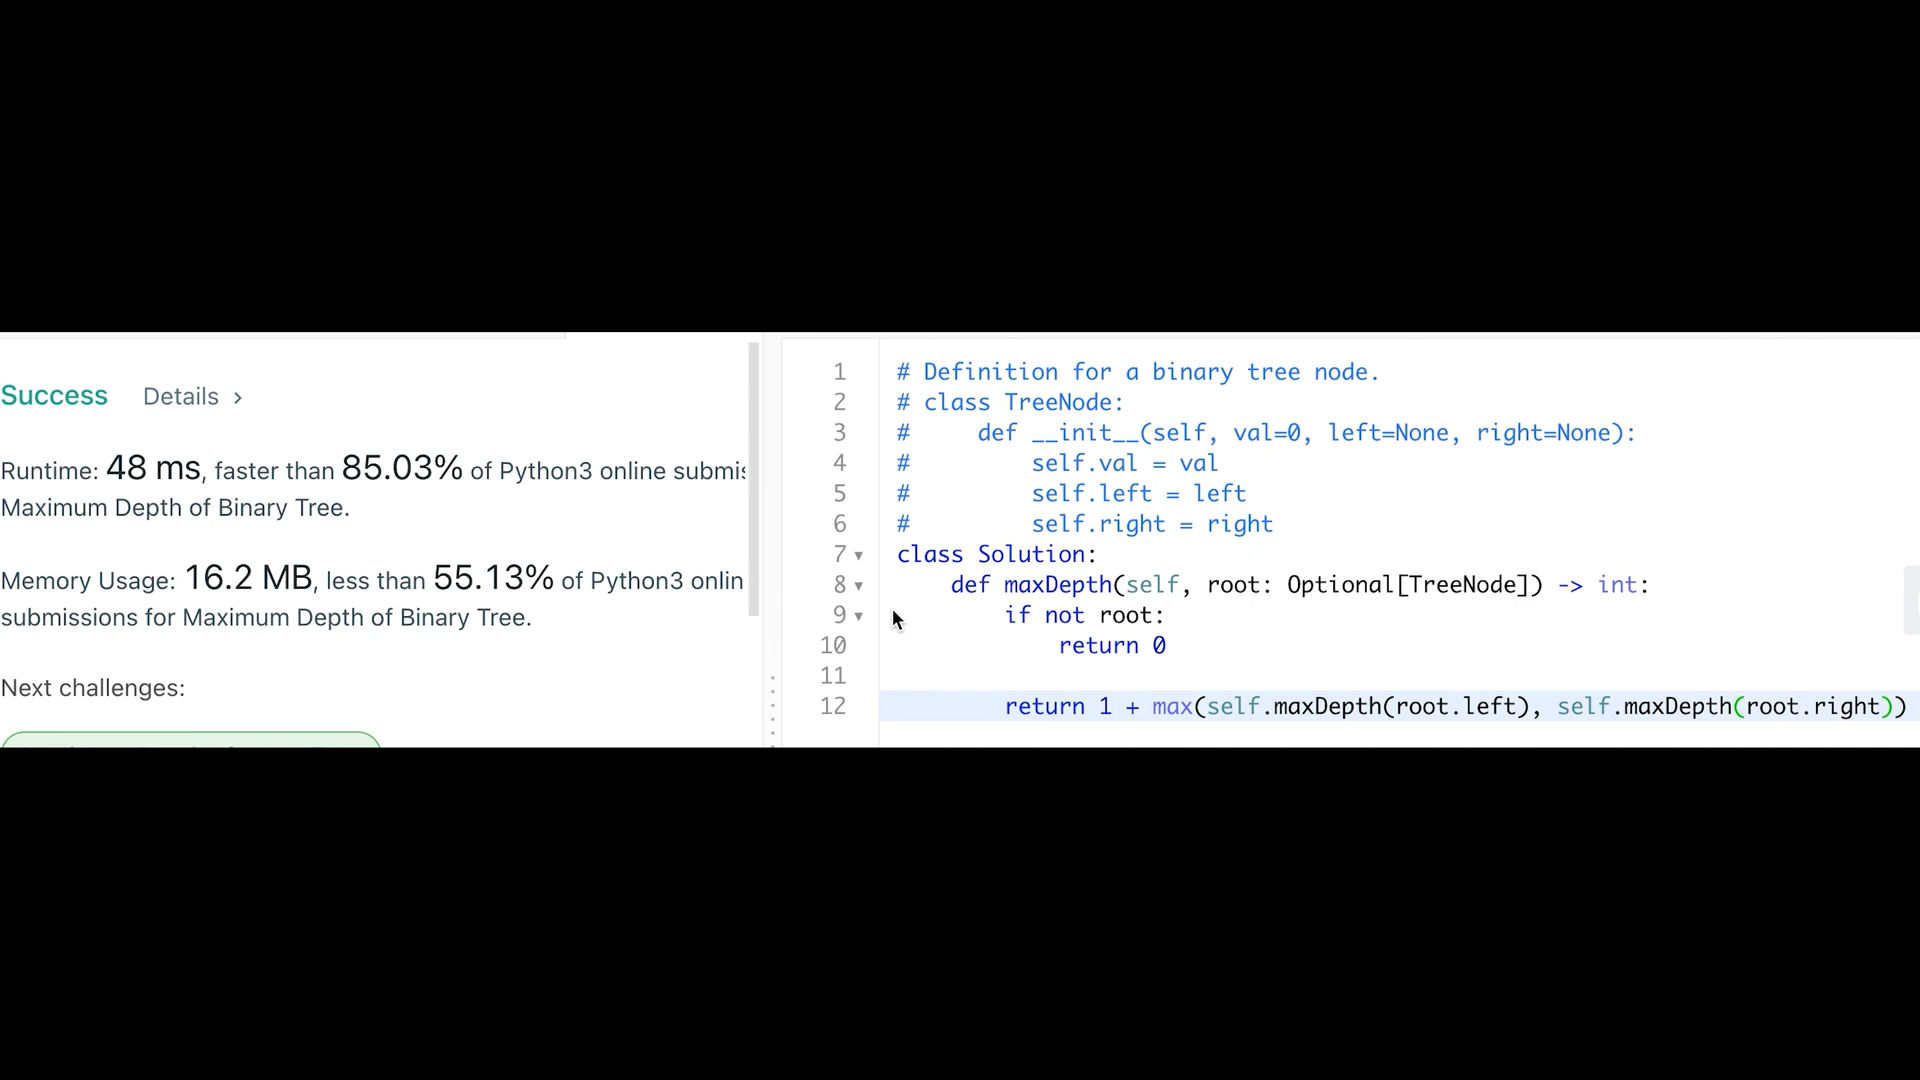 Success Details >
Runtime: 48 ms, faster than 85.03% of Python3 online
Maximum Depth of Binary Tree.
Memory Usage: 16.2 MB, less than 55.13% of Python3
submissions for Maximum Depth of Binary Tree.
Next challenges:
1 # Definition for a binary tree node.
2 # class TreeNode:
3 #     def __init__(self, val=0, left=None, right=None):
4 #         self.val = val
5 #         self.left = left
6 #         self.right = right
7 class Solution:
8     def maxDepth(self, root: Optional[TreeNode]) -> int:
9         if not root:
10             return 0
11
12         return 1 + max(self.maxDepth(root.left), self.maxDepth(root.right))